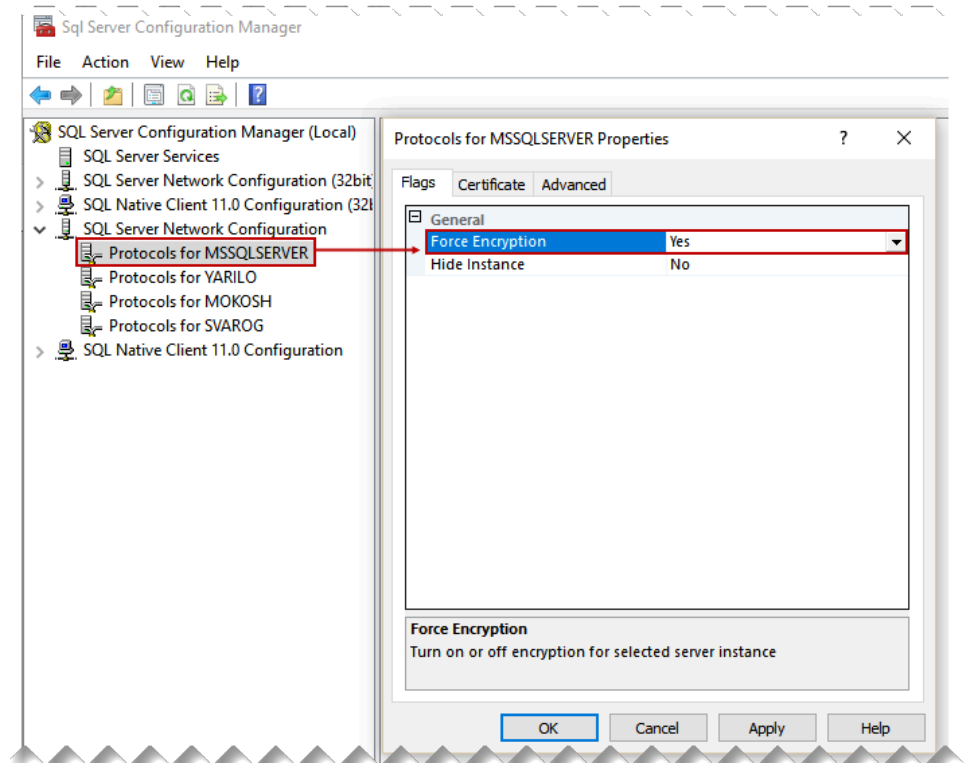 Sql Server Configuration Manager
File Action View Help
SQL Server Configuration Manager (Local)
SQL Server Services
SQL Server Network Configuration (32bit
SQL Native Client 11.0 Configuration (32b
SQL Server Network Configuration
Protocols for MSSQLSERVER
Protocols for YARILO
Protocols for MOKOSH
Protocols for SVAROG
SQL Native Client 11.0 Configuration
Protocols for MSSQLSERVER Properties ?
Flags Certificate Advanced
General
Force Encryption Yes
Hide Instance No
Force Encryption
Turn on or off encryption for selected server instance
OK Cancel Apply Help